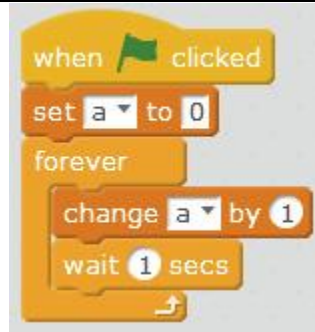 when clicked
set a to 0
forever
change a by 1
wait 1 secs